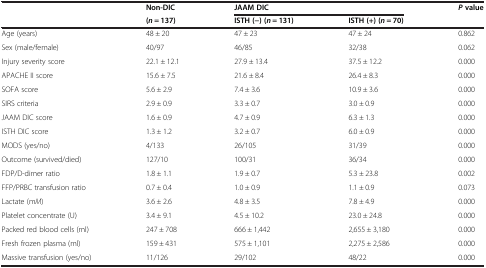 Non-DIC JAAM DIC P value
(n = 137) ISTH (−) (n = 131) ISTH (+) (n = 70)
Age (years) 48 ± 20 47 ± 23 47 ± 24 0.862
Sex (male/female) 40/97 46/85 32/38 0.062
Injury severity score 22.1 ± 12.1 27.9 ± 13.4 37.5 ± 12.2 0.000
APACHE II score 15.6 ± 7.5 21.6 ± 8.4 26.4 ± 8.3 0.000
SOFA score 5.6 ± 2.9 7.4 ± 3.6 10.9 ± 3.6 0.000
SIRS criteria 2.9 ± 0.9 3.3 ± 0.7 3.0 ± 0.9 0.000
JAAM DIC score 1.6 ± 0.9 4.7 ± 0.9 6.3 ± 1.3 0.000
ISTH DIC score 1.3 ± 1.2 3.2 ± 0.7 6.0 ± 0.9 0.000
MODS (yes/no) 4/133 26/105 31/39 0.000
Outcome (survived/died) 127/10 100/31 36/34 0.000
FDP/D-dimer ratio 1.8 ± 1.1 1.9 ± 0.7 5.3 ± 23.8 0.002
FFP/PRBC transfusion ratio 0.7 ± 0.4 1.0 ± 0.9 1.1 ± 0.9 0.073
Lactate (mM) 3.6 ± 2.6 4.8 ± 3.5 7.8 ± 4.9 0.000
Platelet concentrate (U) 3.4 ± 9.1 4.5 ± 10.2 23.0 ± 24.8 0.000
Packed red blood cells (ml) 247 ± 708 666 ± 1,442 2,655 ± 3,180 0.000
Fresh frozen plasma (ml) 159 ± 431 575 ± 1,101 2,275 ± 2,586 0.000
Massive transfusion (yes/no) 11/126 29/102 48/22 0.000